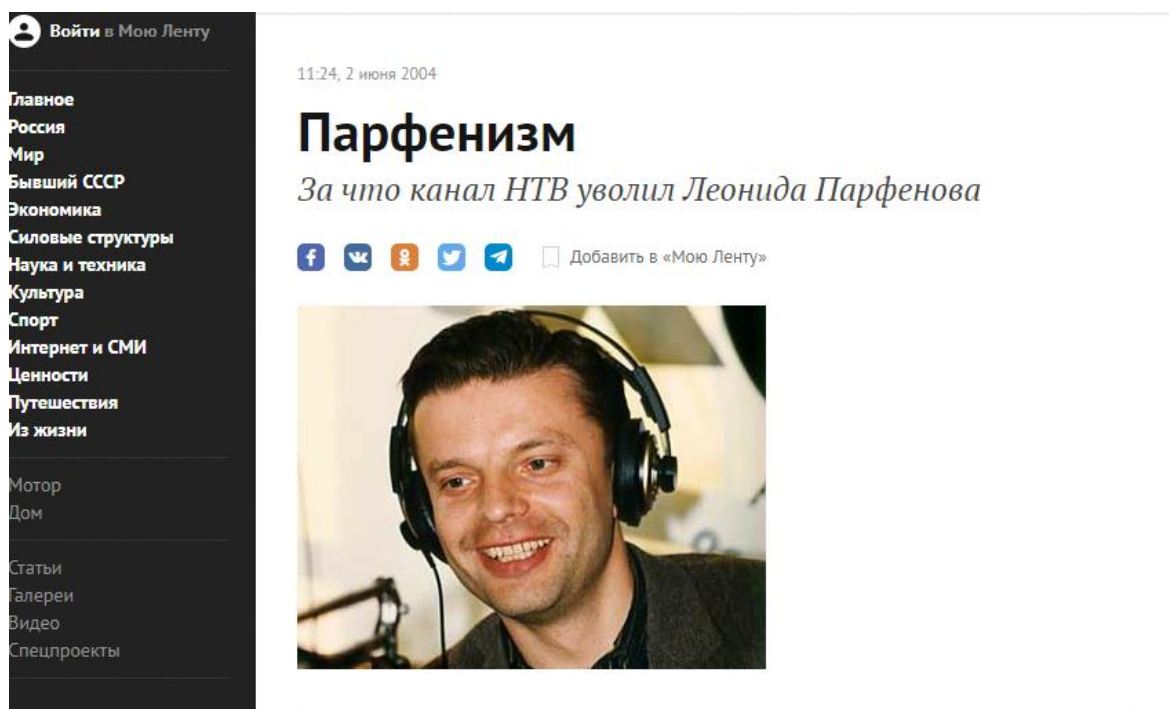 Войти в Мою Ленту
Главное
Россия
Мир
Бывший СССР
Экономика
Силовые структуры
Наука и техника
Культура
Спорт
Интернет и СМИ
Ценности
Путешествия
Из жизни
Мотор
Дом
Статьи
Галереи
Видео
Спецпроекты
11:24, 2 июня 2004
Парфенизм
За что канал НТВ уволил Леонида Парфенова
Добавить в «Мою Ленту»